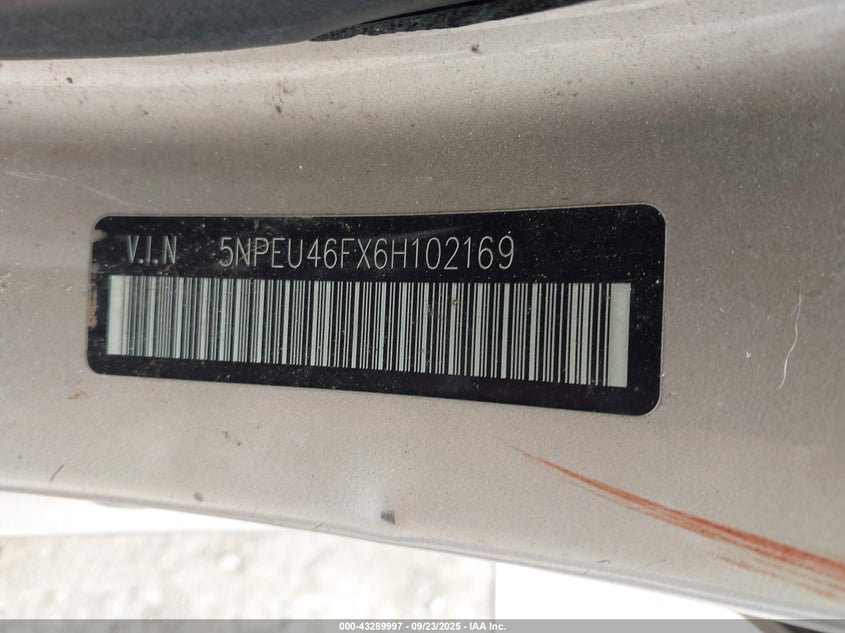 V.I.N 5NPEU46FX6H102169
000-43289997 - 09/23/2025 - IAA Inc.